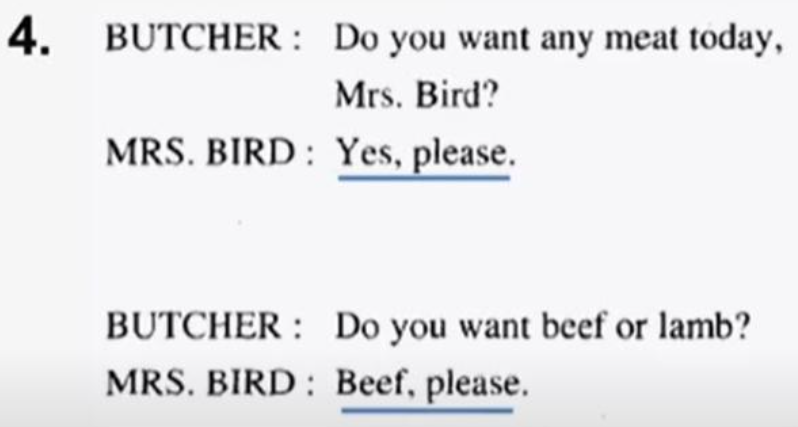 4. BUTCHER : Do you want any meat today,
Mrs. Bird?
MRS. BIRD : Yes, please.
BUTCHER : Do you want beef or lamb?
MRS. BIRD : Beef, please.